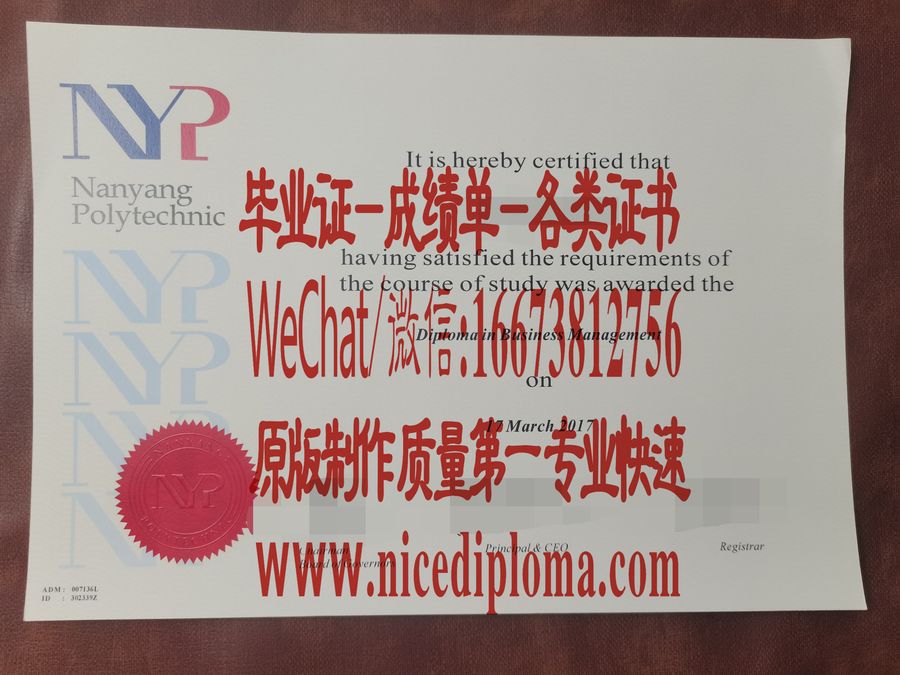 NYP
Nanyang
Polytechnic
It is hereby certified that
毕业证-成绩单-各类证书
having satisfied the requirements of
the course of study was awarded the
WeChat/微信:16673812756
Diploma in Business Management
on
17 March 2017
原版制作质量第一专业快速
NYP
NYP
NYP
NYP
Chairman
Board of Governors
Principal & CEO
Registrar
www.nicediploma.com
ADM : 007136L
ID : 302339Z